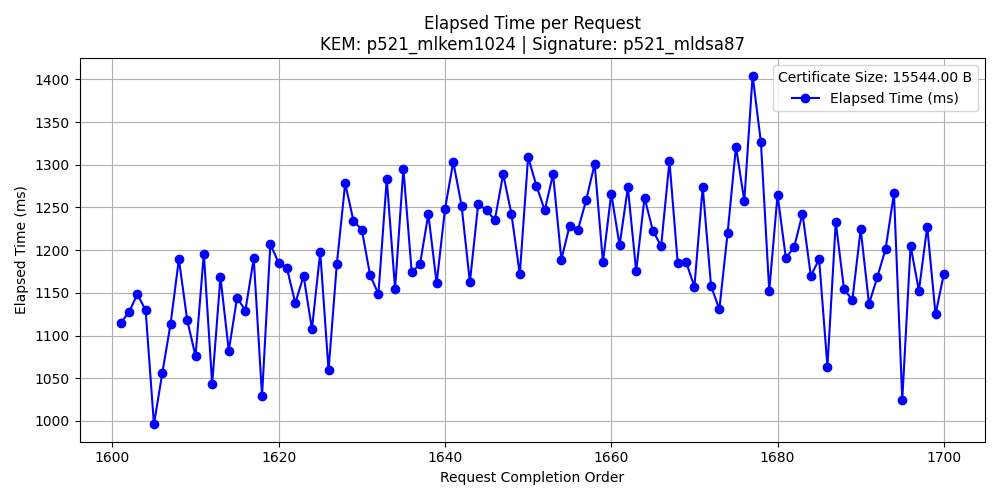 Elapsed Time per Request
KEM: p521_mlkem1024 | Signature: p521_mldsa87
Certificate Size: 15544.00 B
Elapsed Time (ms)
Elapsed Time (ms)
1400
1350
1300
1250
1200
1150
1100
1050
1000
1600 1620 1640 1660 1680 1700
Request Completion Order